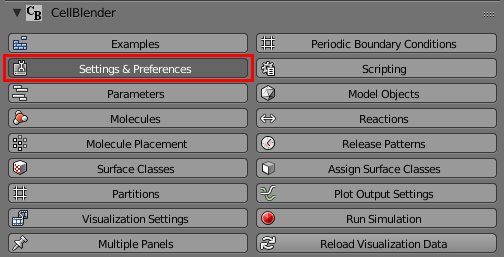 CB CellBlender
Examples Periodic Boundary Conditions
Settings & Preferences Scripting
Parameters Model Objects
Molecules Reactions
Molecule Placement Release Patterns
Surface Classes Assign Surface Classes
Partitions Plot Output Settings
Visualization Settings Run Simulation
Multiple Panels Reload Visualization Data